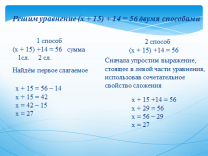 Решим уравнение (x + 15) + 14 = 56 двумя способами
1 способ
(x + 15) +14 = 56 сумма
1сл. 2 сл.
Найдём первое слагаемое
x + 15 = 56 – 14
x + 15 = 42
x = 42 – 15
x = 27
2 способ
(x + 15) +14 = 56
Сначала упростим выражение,
стоящее в левой части уравнения,
использовав сочетательное
свойство сложения
x + 15 +14 = 56
x + 29 = 56
x = 56 – 29
x = 27